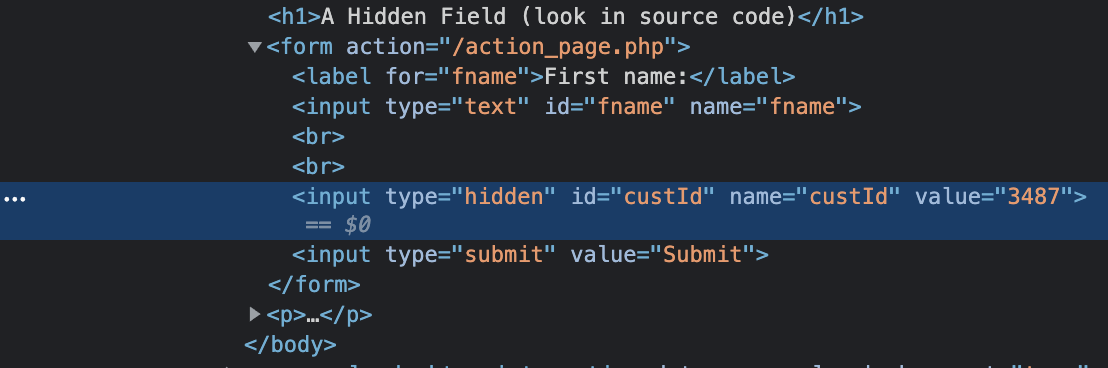 <h1>A Hidden Field (look in source code)</h1>
<form action="/action_page.php">
<label for="fname">First name:</label>
<input type="text" id="fname" name="fname">
<br>
<br>
<input type="hidden" id="custId" name="custId" value="3487">
== $0
<input type="submit" value="Submit">
</form>
<p>…</p>
</body>